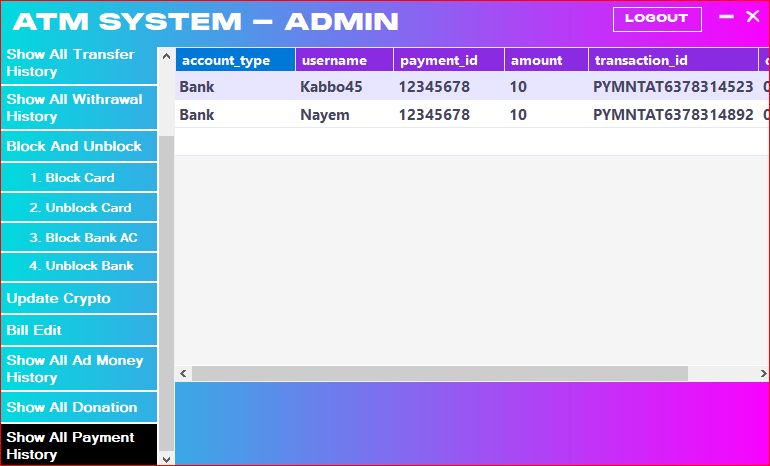 ATM SYSTEM – ADMIN
LOGOUT
Show All Transfer
History
Show All Withrawal
History
Block And Unblock
1. Block Card
2. Unblock Card
3. Block Bank AC
4. Unblock Bank
Update Crypto
Bill Edit
Show All Ad Money
History
Show All Donation
Show All Payment
History
account_type username payment_id amount transaction_id
Bank Kabbo45 12345678 10 PYMNTAT6378314523
Bank Nayem 12345678 10 PYMNTAT6378314892